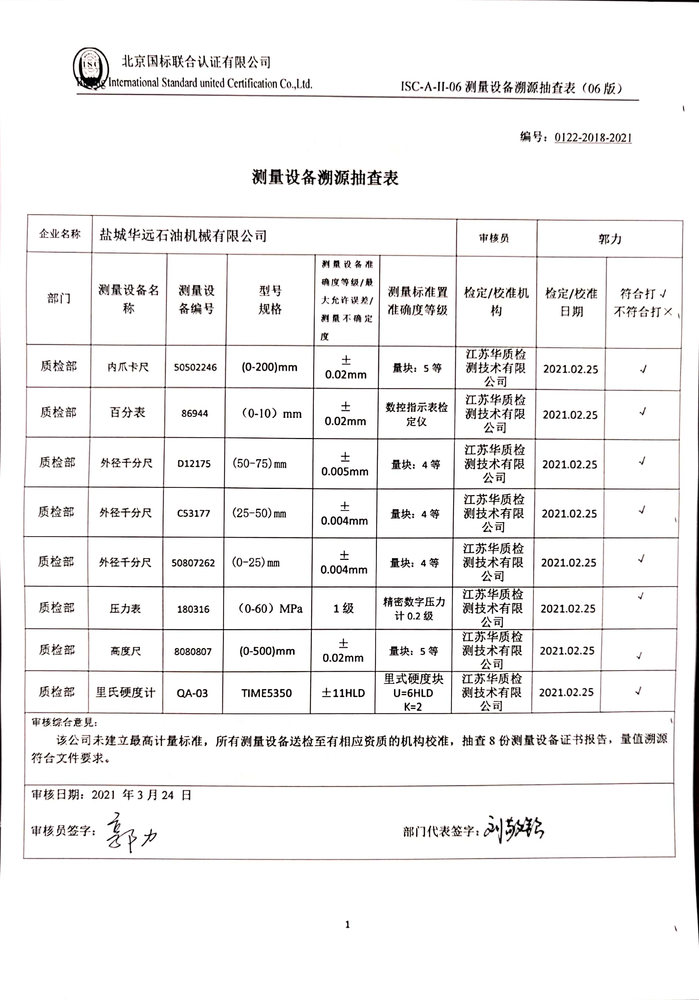 北京国标联合认证有限公司
Beijing International Standard united Certification Co.,Ltd.
ISC-A-II-06 测量设备溯源抽查表（06 版）
编号：0122-2018-2021
测量设备溯源抽查表
企业名称 盐城华远石油机械有限公司 审核员 郭力
部门 测量设备名称 测量设备编号 型号规格 测量设备准确度等级/最大允许误差/测量不确定度 测量标准置准确度等级 检定/校准机构 检定/校准日期 符合打√ 不符合打×
质检部 内爪卡尺 50502246 (0-200)mm ±0.02mm 量块：5 等 江苏华质检测技术有限公司 2021.02.25 √
质检部 百分表 86944 （0-10）mm ±0.02mm 数控指示表检定仪 江苏华质检测技术有限公司 2021.02.25 √
质检部 外径千分尺 D12175 (50-75)mm ±0.005mm 量块：4 等 江苏华质检测技术有限公司 2021.02.25 √
质检部 外径千分尺 C53177 (25-50)mm ±0.004mm 量块：4 等 江苏华质检测技术有限公司 2021.02.25 √
质检部 外径千分尺 50807262 (0-25)mm ±0.004mm 量块：4 等 江苏华质检测技术有限公司 2021.02.25 √
质检部 压力表 180316 （0-60）MPa 1 级 精密数字压力计 0.2 级 江苏华质检测技术有限公司 2021.02.25 √
质检部 高度尺 8080807 (0-500)mm ±0.02mm 量块：5 等 江苏华质检测技术有限公司 2021.02.25 √
质检部 里氏硬度计 QA-03 TIME5350 ±11HLD 里式硬度块 U=6HLD K=2 江苏华质检测技术有限公司 2021.02.25 √
审核综合意见：
该公司未建立最高计量标准，所有测量设备送检至有相应资质的机构校准，抽查 8 份测量设备证书报告，量值溯源
符合文件要求。
审核日期：2021 年 3 月 24 日
审核员签字：郭力 部门代表签字：
1